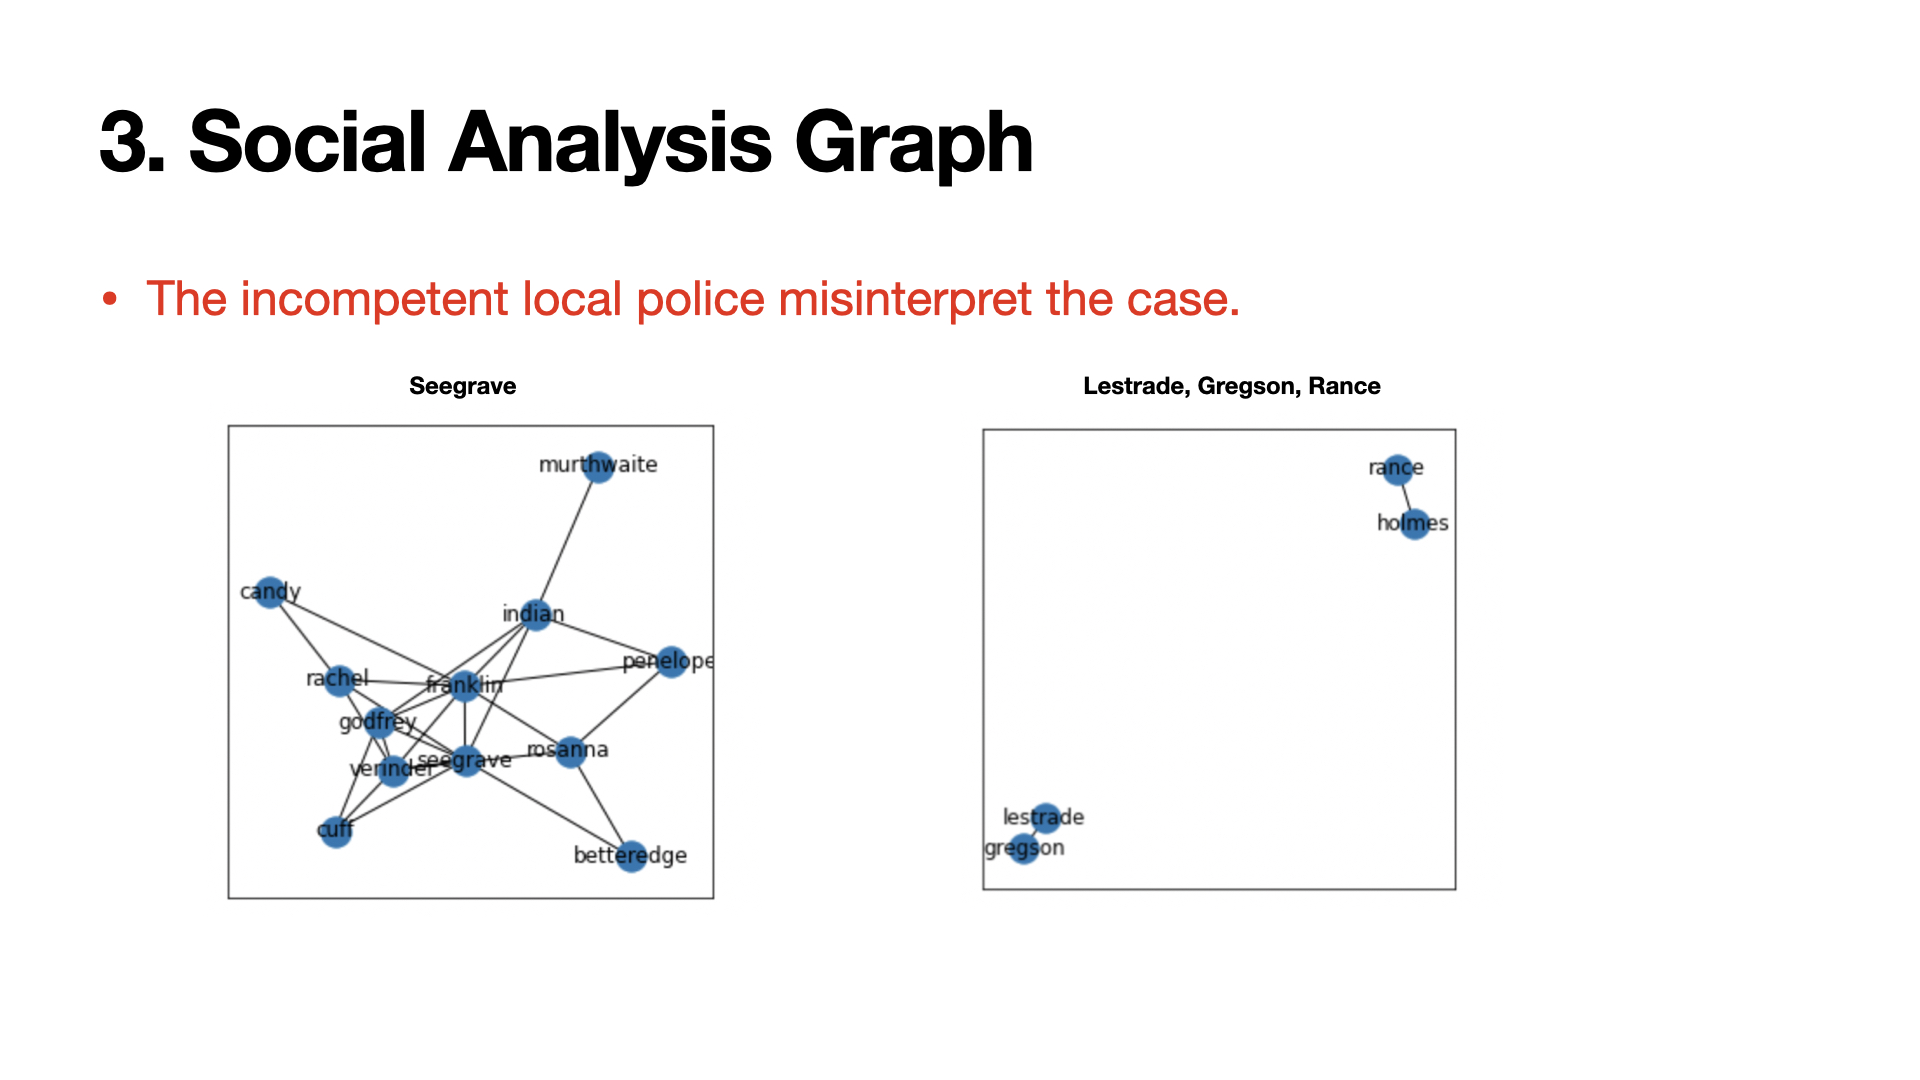 3. Social Analysis Graph
• The incompetent local police misinterpret the case.
Seegrave
murthwaite
candy
indian
penelope
rachel
franklin
godfrey
rosanna
seegrave
verinder
cuff
betteredge
Lestrade, Gregson, Rance
rance
holmes
lestrade
gregson